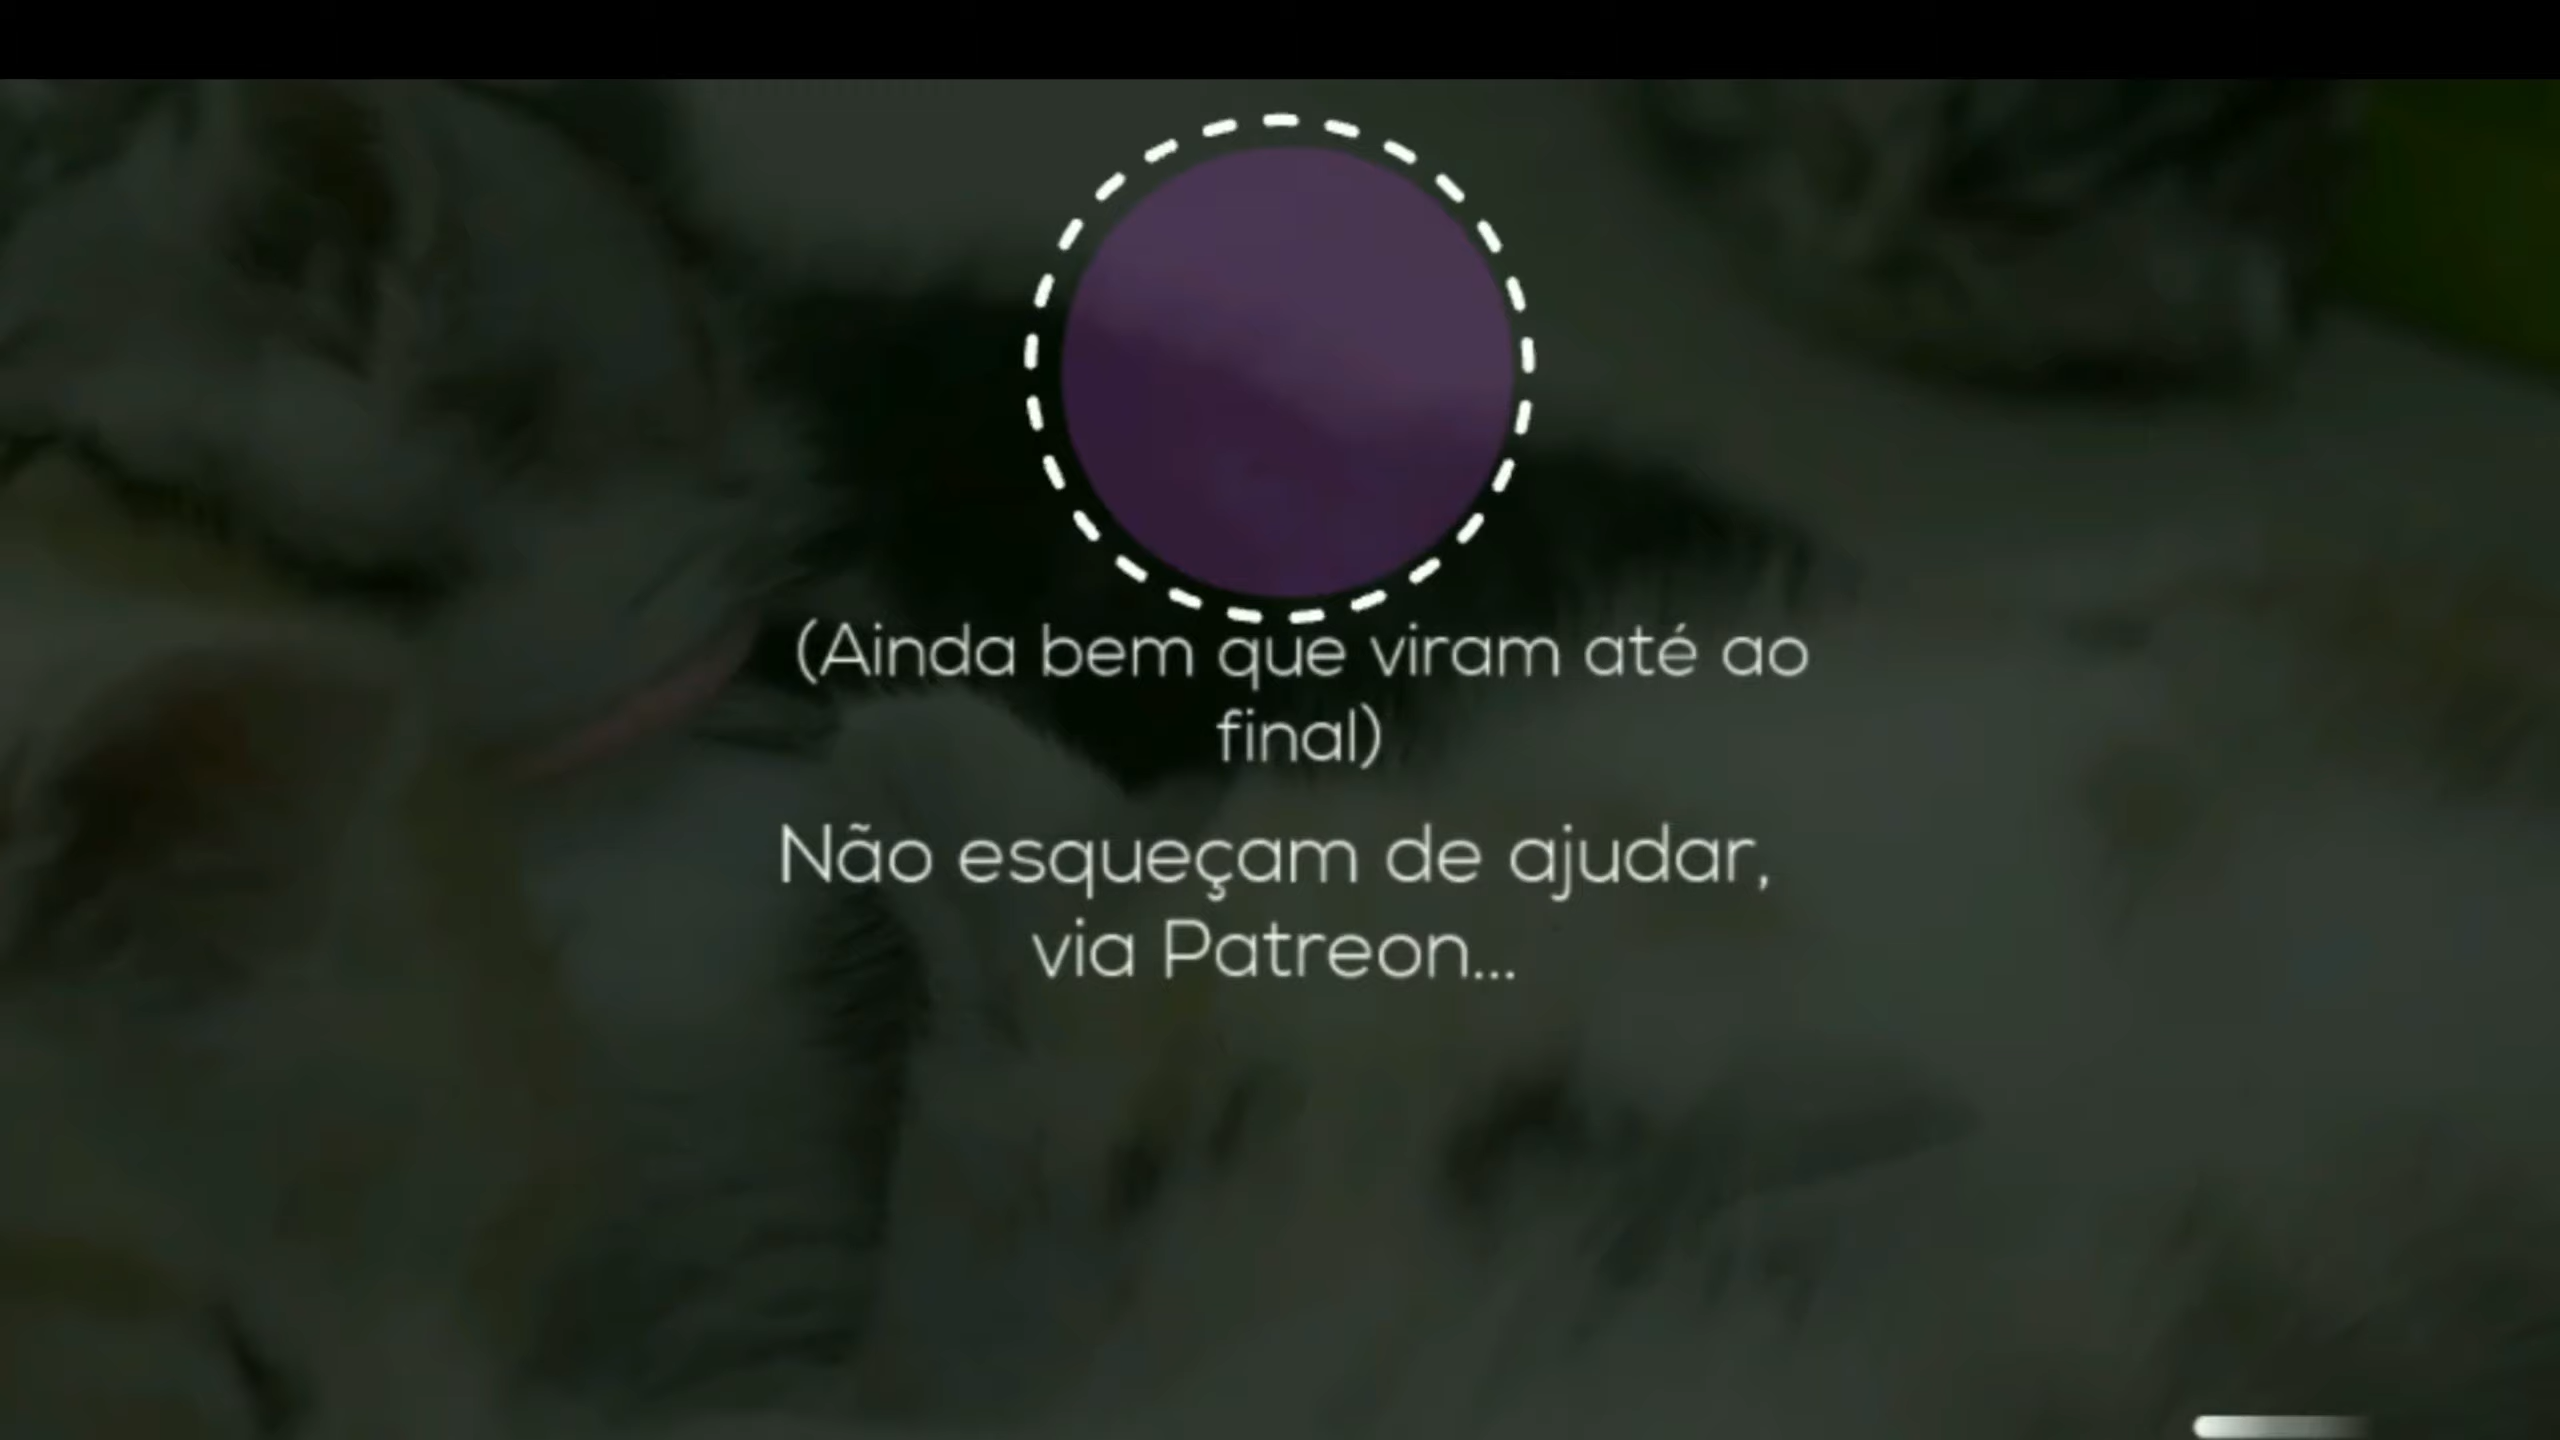 (Ainda bem que viram até ao
final)
Não esqueçam de ajudar,
via Patreon...